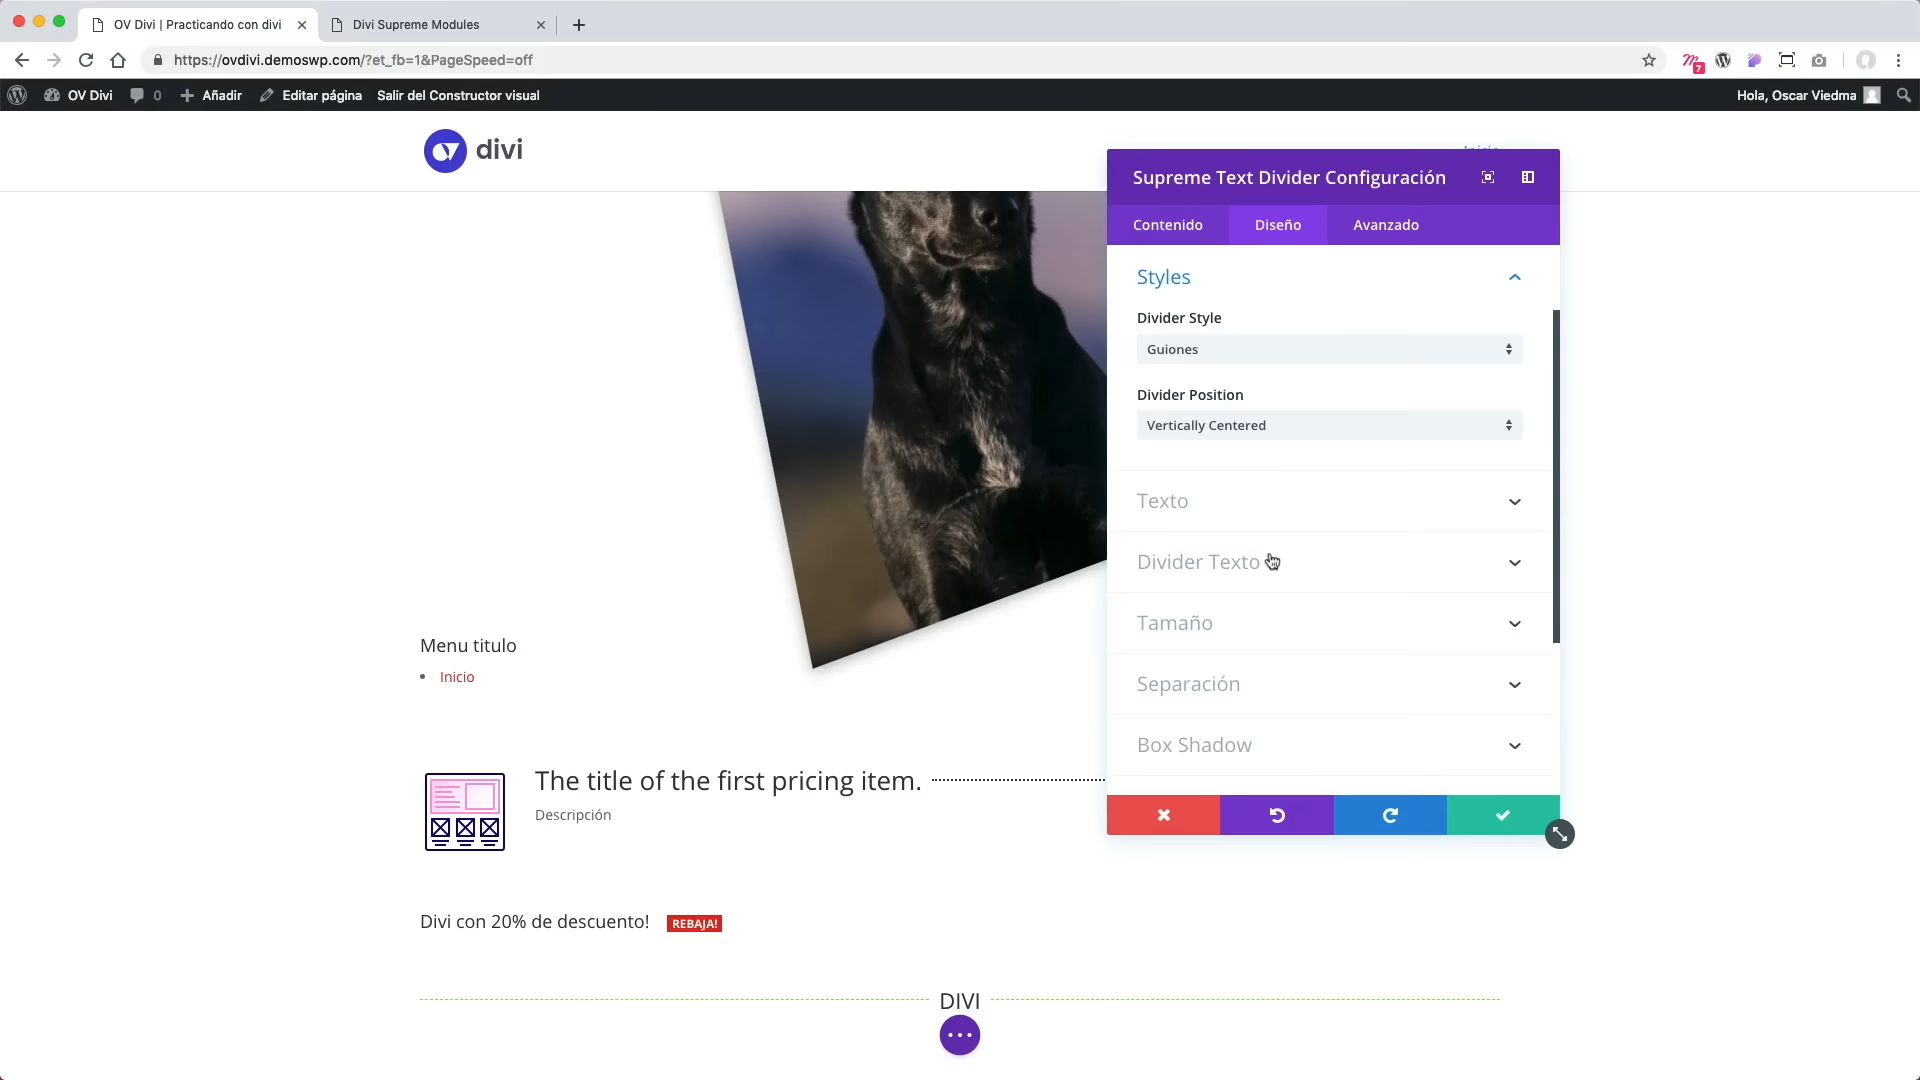 OV Divi | Practicando con divi
Divi Supreme Modules
https://ovdivi.demoswp.com/?et_fb=1&PageSpeed=off
7
OV Divi
0
Añadir
Editar página
Salir del Constructor visual
Hola, Oscar Viedma
divi
Inicio
Supreme Text Divider Configuración
Contenido
Diseño
Avanzado
Styles
Divider Style
Guiones
Divider Position
Vertically Centered
Texto
Divider Texto
Tamaño
Separación
Box Shadow
Menu titulo
Inicio
The title of the first pricing item.
Descripción
Divi con 20% de descuento!
REBAJA!
DIVI